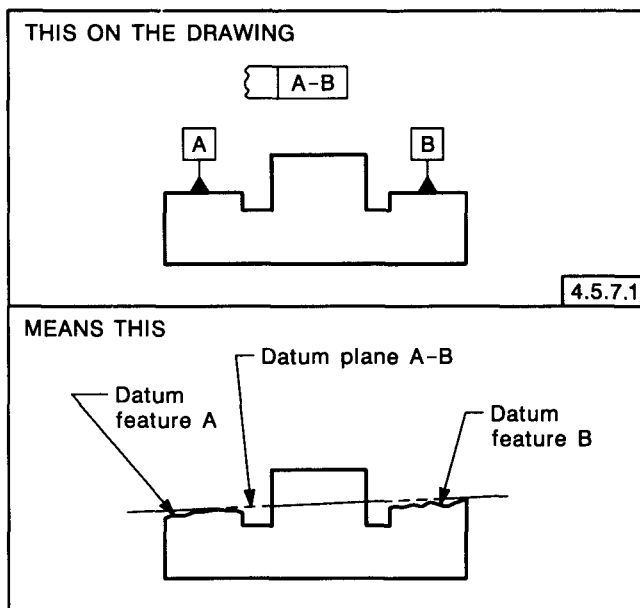 THIS ON THE DRAWING
A-B
A
B
4.5.7.1
MEANS THIS
Datum plane A-B
Datum
feature A
Datum
feature B